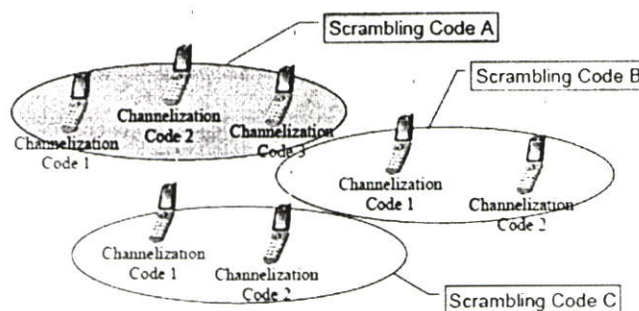 Scrambling Code A
Scrambling Code B
Channelization
Code 2
Channelization
Code 1
Channelization
Code 3
Channelization
Code 1
Channelization
Code 2
Channelization
Code 1
Channelization
Code 2
Scrambling Code C